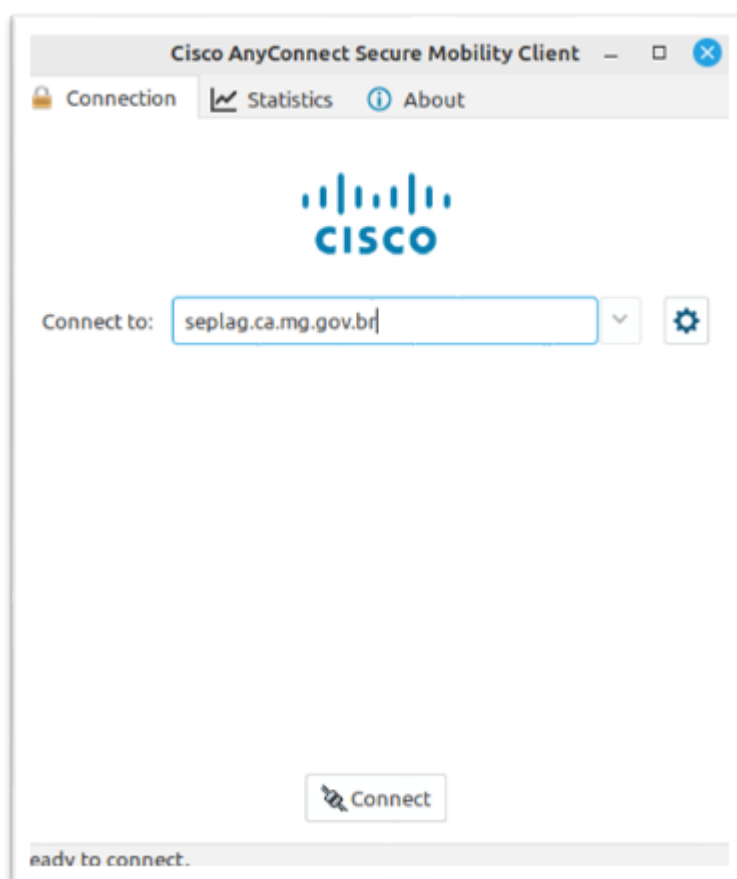 Cisco AnyConnect Secure Mobility Client
Connection Statistics About
CISCO
Connect to: seplag.ca.mg.gov.br
Connect
eady to connect.